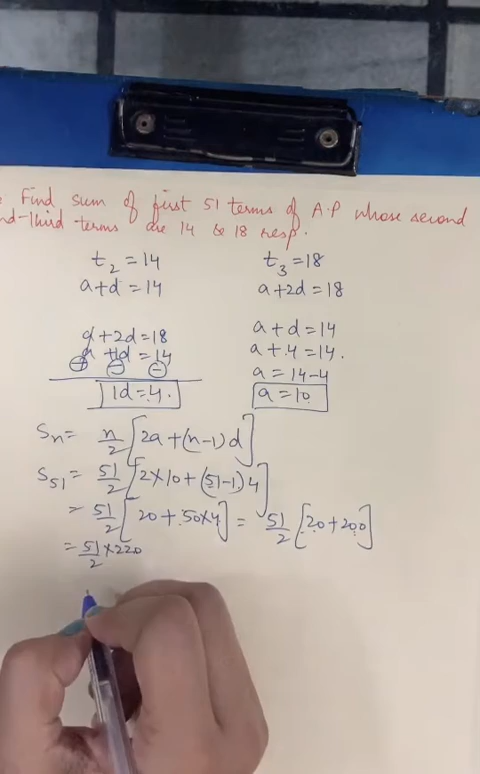 Find sum of first 51 terms of A.P whose second
nd-third terms are 14 & 18 resp.
t₂ = 14
t₃ = 18
a+d = 14
a+2d = 18
a+2d = 18
a + 1d = 14
⊖ ⊖
1d = 4.
a + d = 14
a + 4 = 14.
a = 14-4
a = 10
Sn = n/2 [2a + (n-1)d]
S51 = 51/2 [2×10 + (51-1)4]
= 51/2 [20 + 50×4] = 51/2 [20+200]
= 51/2 × 220